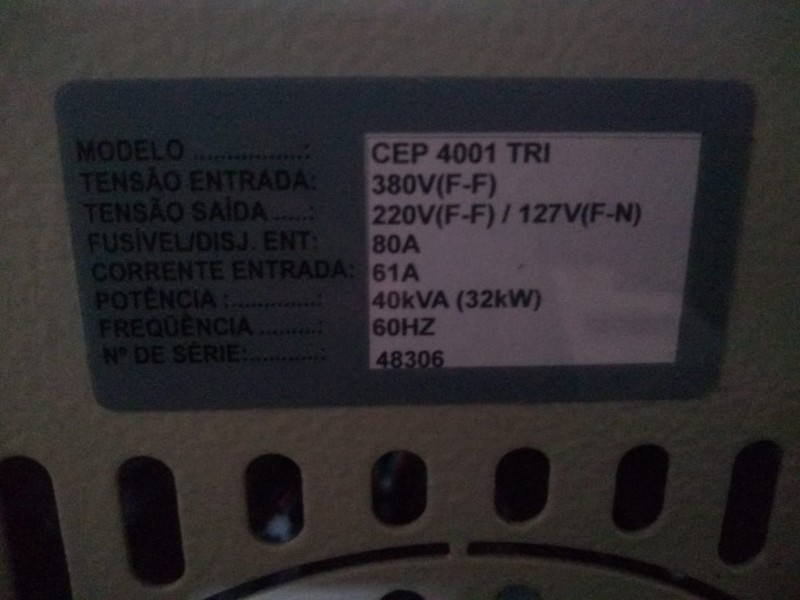 MODELO ..................: CEP 4001 TRI
TENSÃO ENTRADA: 380V(F-F)
TENSÃO SAÍDA .....: 220V(F-F) / 127V(F-N)
FUSÍVEL/DISJ. ENT: 80A
CORRENTE ENTRADA: 61A
POTÊNCIA :..............: 40kVA (32kW)
FREQÜÊNCIA .........: 60HZ
Nº DE SÉRIE:...........: 48306